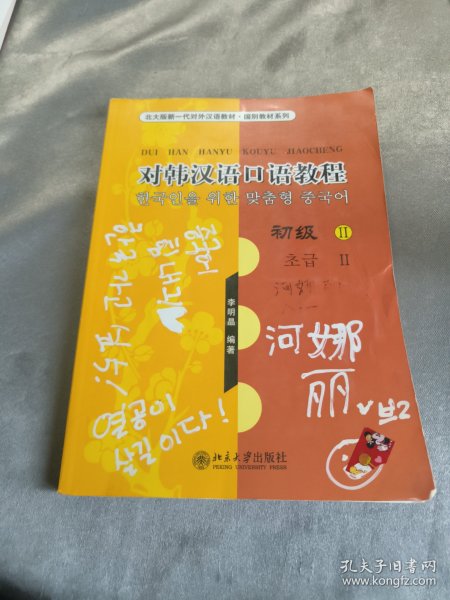 北大版新一代对外汉语教材·国别教材系列
DUI HAN HANYU KOUYU JIAOCHENG
对韩汉语口语教程
한국인을 위한 맞춤형 중국어
初级 II
초급 II
李明晶 编著
河娜
丽
열공이
살길이다!
北京大学出版社
PEKING UNIVERSITY PRESS
孔夫子旧书网
www.kongfz.com